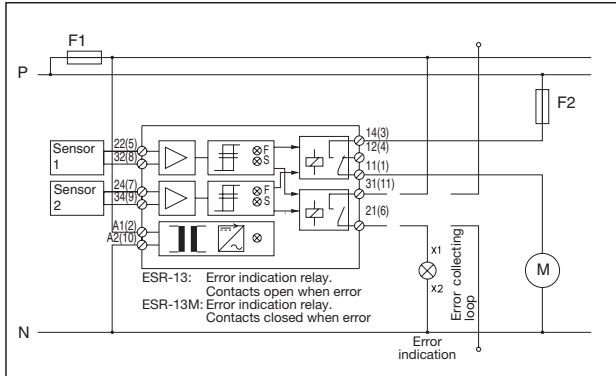 F1
P
F2
14(3)
12(4)
11(1)
31(11)
21(6)
Sensor
1
22(5)
32(8)
F
S
Sensor
2
24(7)
34(9)
F
S
A1(2)
A2(10)
ESR-13: Error indication relay.
Contacts open when error
ESR-13M: Error indication relay.
Contacts closed when error
x1
x2
Error collecting
loop
M
N
Error
indication